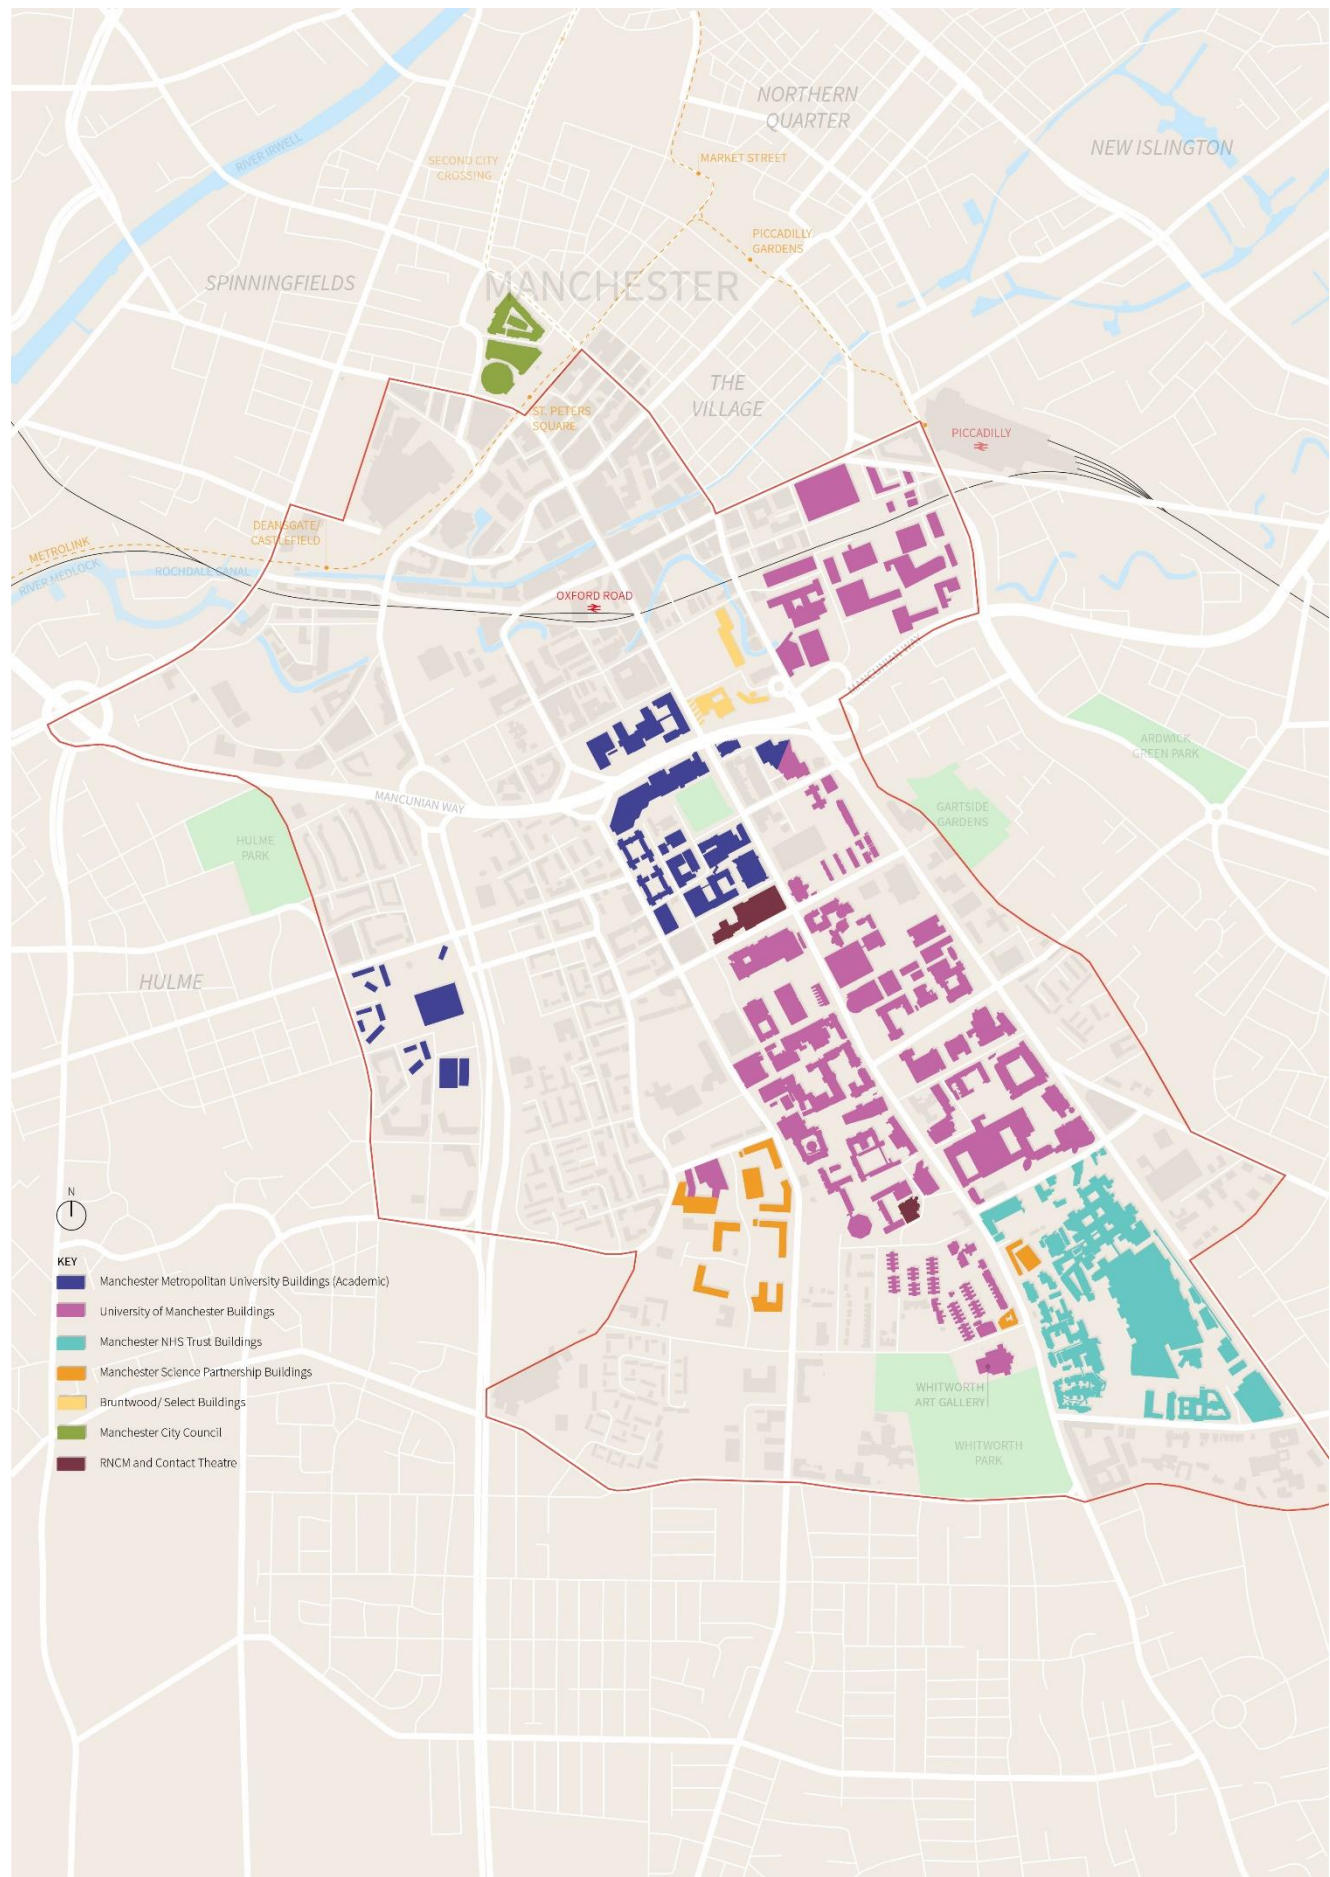 NORTHERN
QUARTER
NEW ISLINGTON
RIVER IRWELL
SECOND CITY
CROSSING
MARKET STREET
PICCADILLY
GARDENS
SPINNINGFIELDS
MANCHESTER
THE
VILLAGE
ST. PETERS
SQUARE
PICCADILLY
DEANSGATE/
CASTLEFIELD
METROLINK
RIVER MEDLOCK
ROCHDALE CANAL
OXFORD ROAD
MANCUNIAN WAY
ARDWICK
GREEN PARK
MANCUNIAN WAY
GARTSIDE
GARDENS
HULME
PARK
HULME
N
KEY
Manchester Metropolitan University Buildings (Academic)
University of Manchester Buildings
Manchester NHS Trust Buildings
Manchester Science Partnership Buildings
Bruntwood/ Select Buildings
Manchester City Council
RNCM and Contact Theatre
WHITWORTH
ART GALLERY
WHITWORTH
PARK